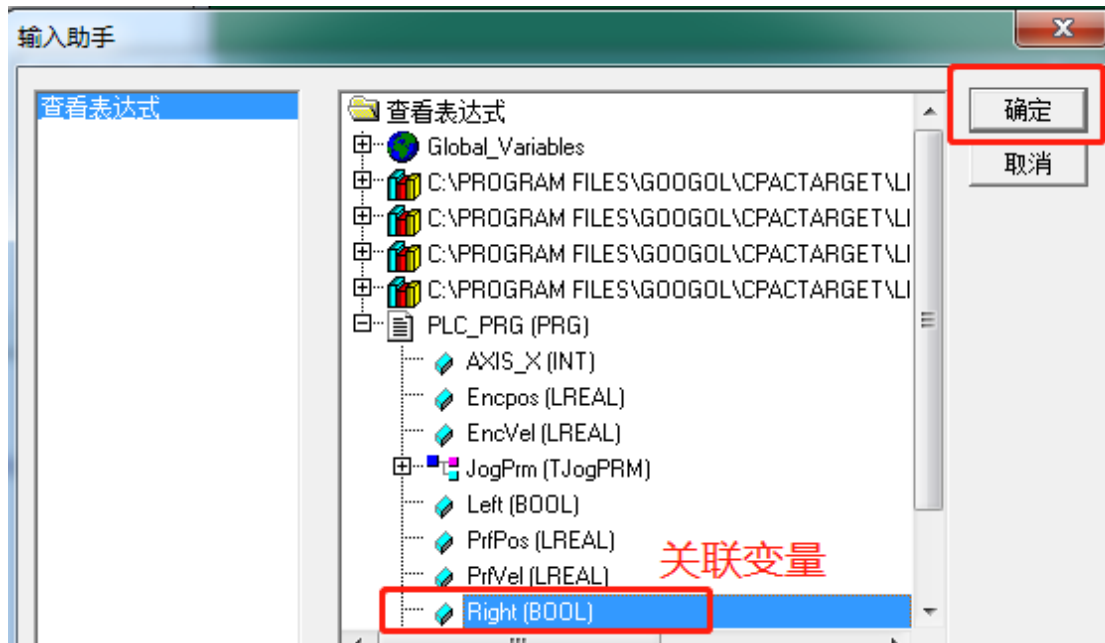 输入助手
查看表达式
查看表达式
Global_Variables
C:\PROGRAM FILES\GOOGOL\CPACTARGET\LI
C:\PROGRAM FILES\GOOGOL\CPACTARGET\LI
C:\PROGRAM FILES\GOOGOL\CPACTARGET\LI
C:\PROGRAM FILES\GOOGOL\CPACTARGET\LI
PLC_PRG (PRG)
AXIS_X (INT)
Encpos (LREAL)
EncVel (LREAL)
JogPrm (TJogPRM)
Left (BOOL)
PrfPos (LREAL)
PrfVel (LREAL)
关联变量
Right (BOOL)
确定
取消